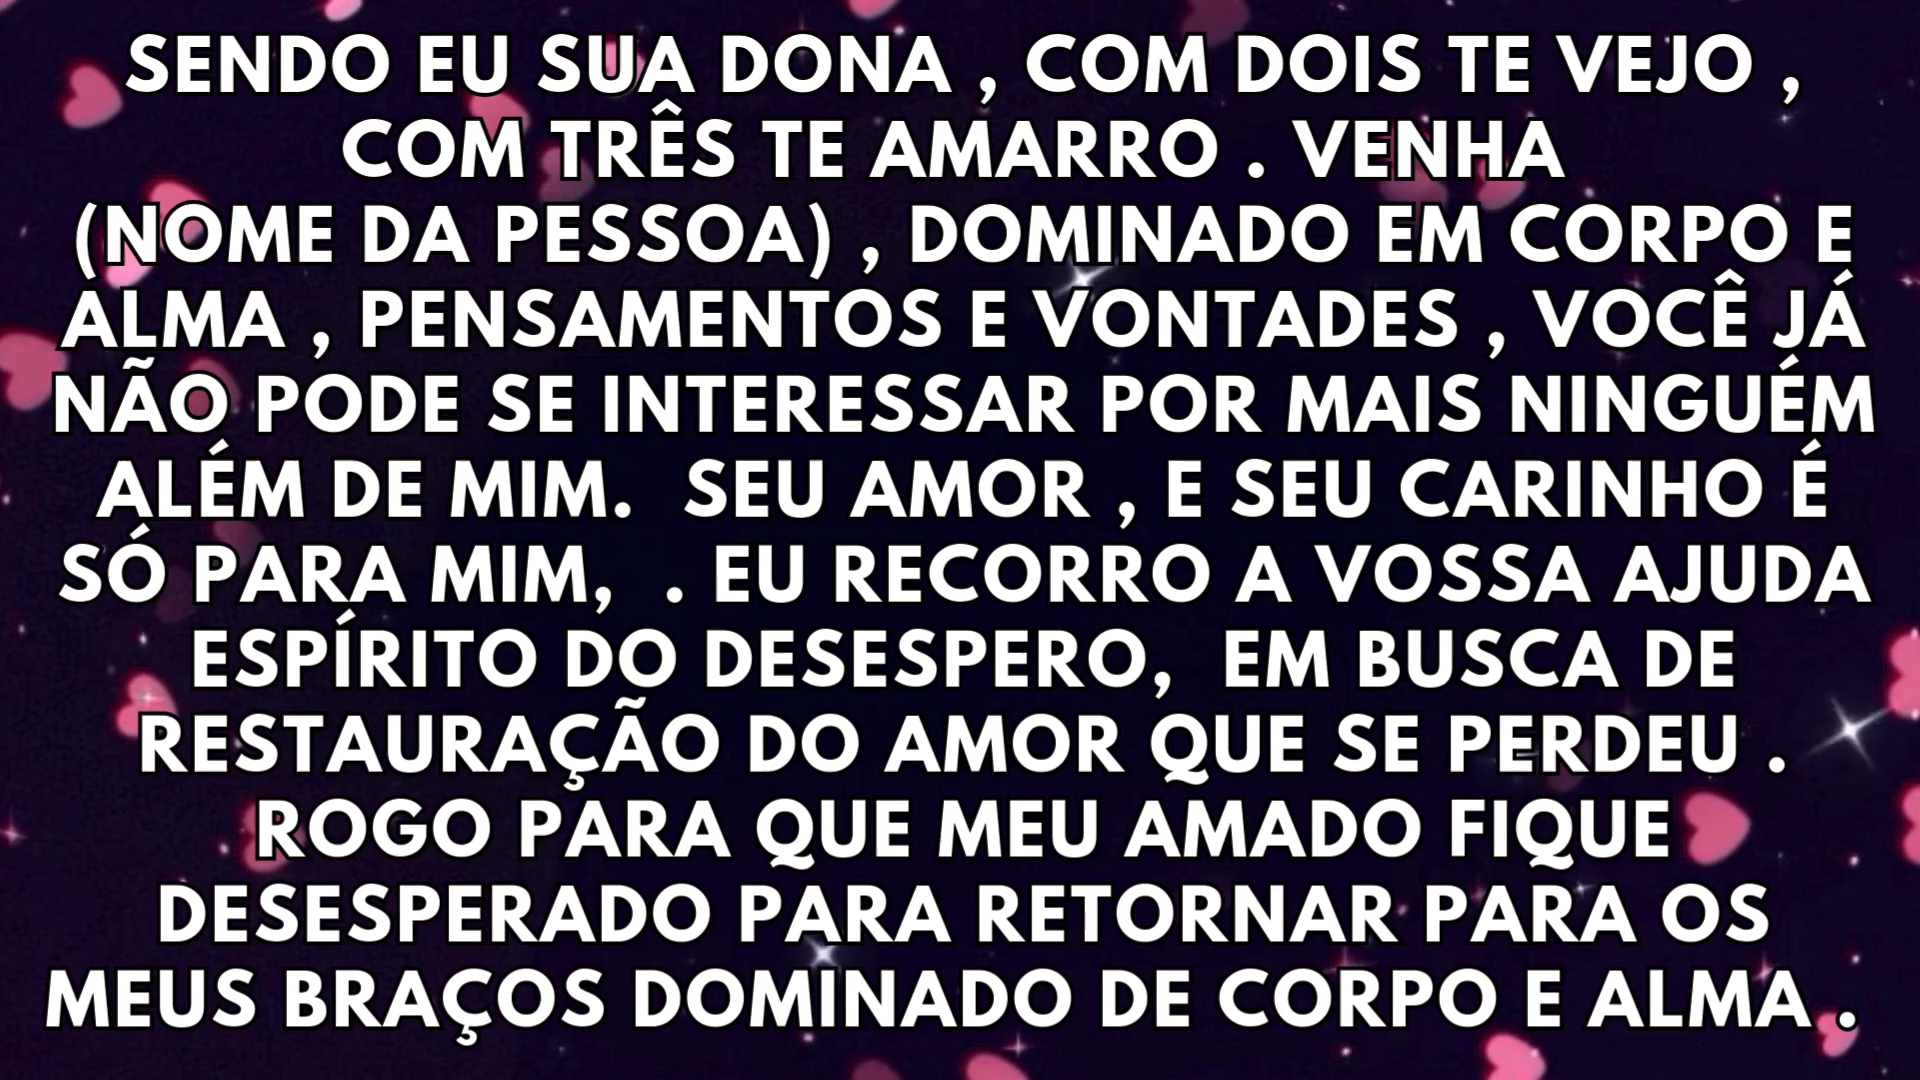 SENDO EU SUA DONA , COM DOIS TE VEJO ,
COM TRÊS TE AMARRO . VENHA
(NOME DA PESSOA) , DOMINADO EM CORPO E
ALMA , PENSAMENTOS E VONTADES , VOCÊ JÁ
NÃO PODE SE INTERESSAR POR MAIS NINGUÉM
ALÉM DE MIM.  SEU AMOR , E SEU CARINHO É
SÓ PARA MIM,  . EU RECORRO A VOSSA AJUDA
ESPÍRITO DO DESESPERO,  EM BUSCA DE
RESTAURAÇÃO DO AMOR QUE SE PERDEU .
ROGO PARA QUE MEU AMADO FIQUE
DESESPERADO PARA RETORNAR PARA OS
MEUS BRAÇOS DOMINADO DE CORPO E ALMA .